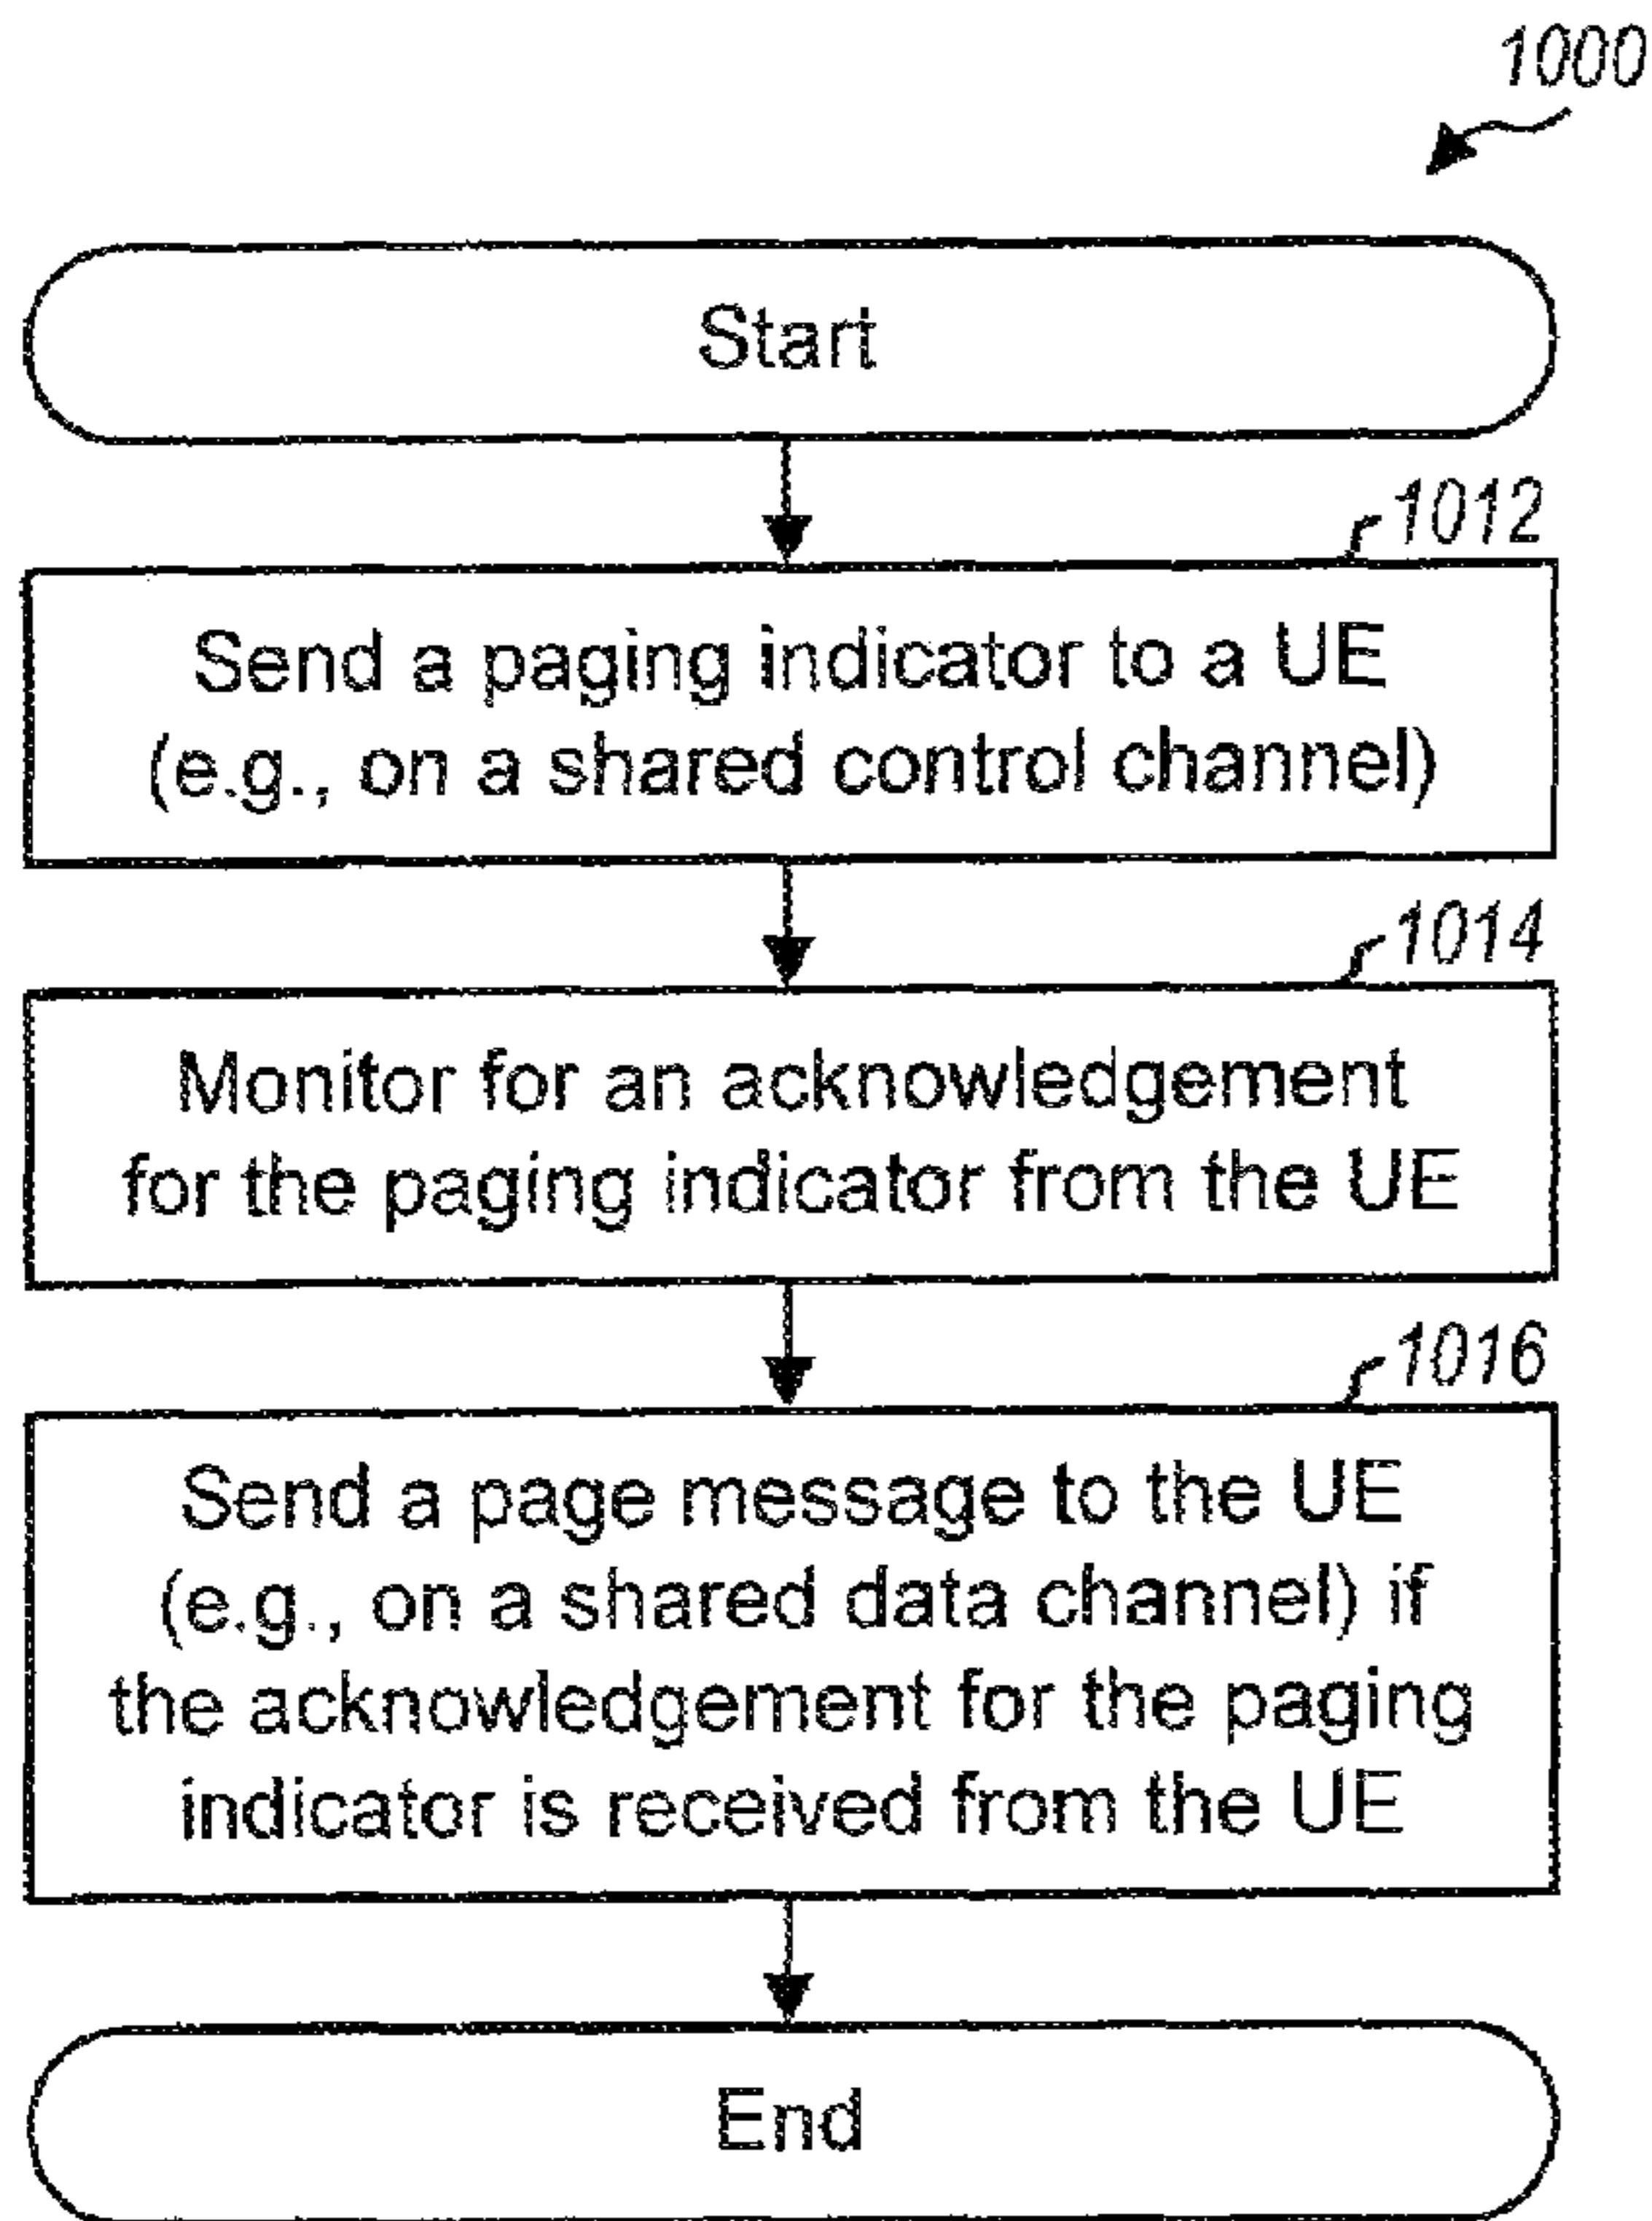 1000
Start
1012
Send a paging indicator to a UE
(e.g., on a shared control channel)
1014
Monitor for an acknowledgement
for the paging indicator from the UE
1016
Send a page message to the UE
(e.g., on a shared data channel) if
the acknowledgement for the paging
indicator is received from the UE
End